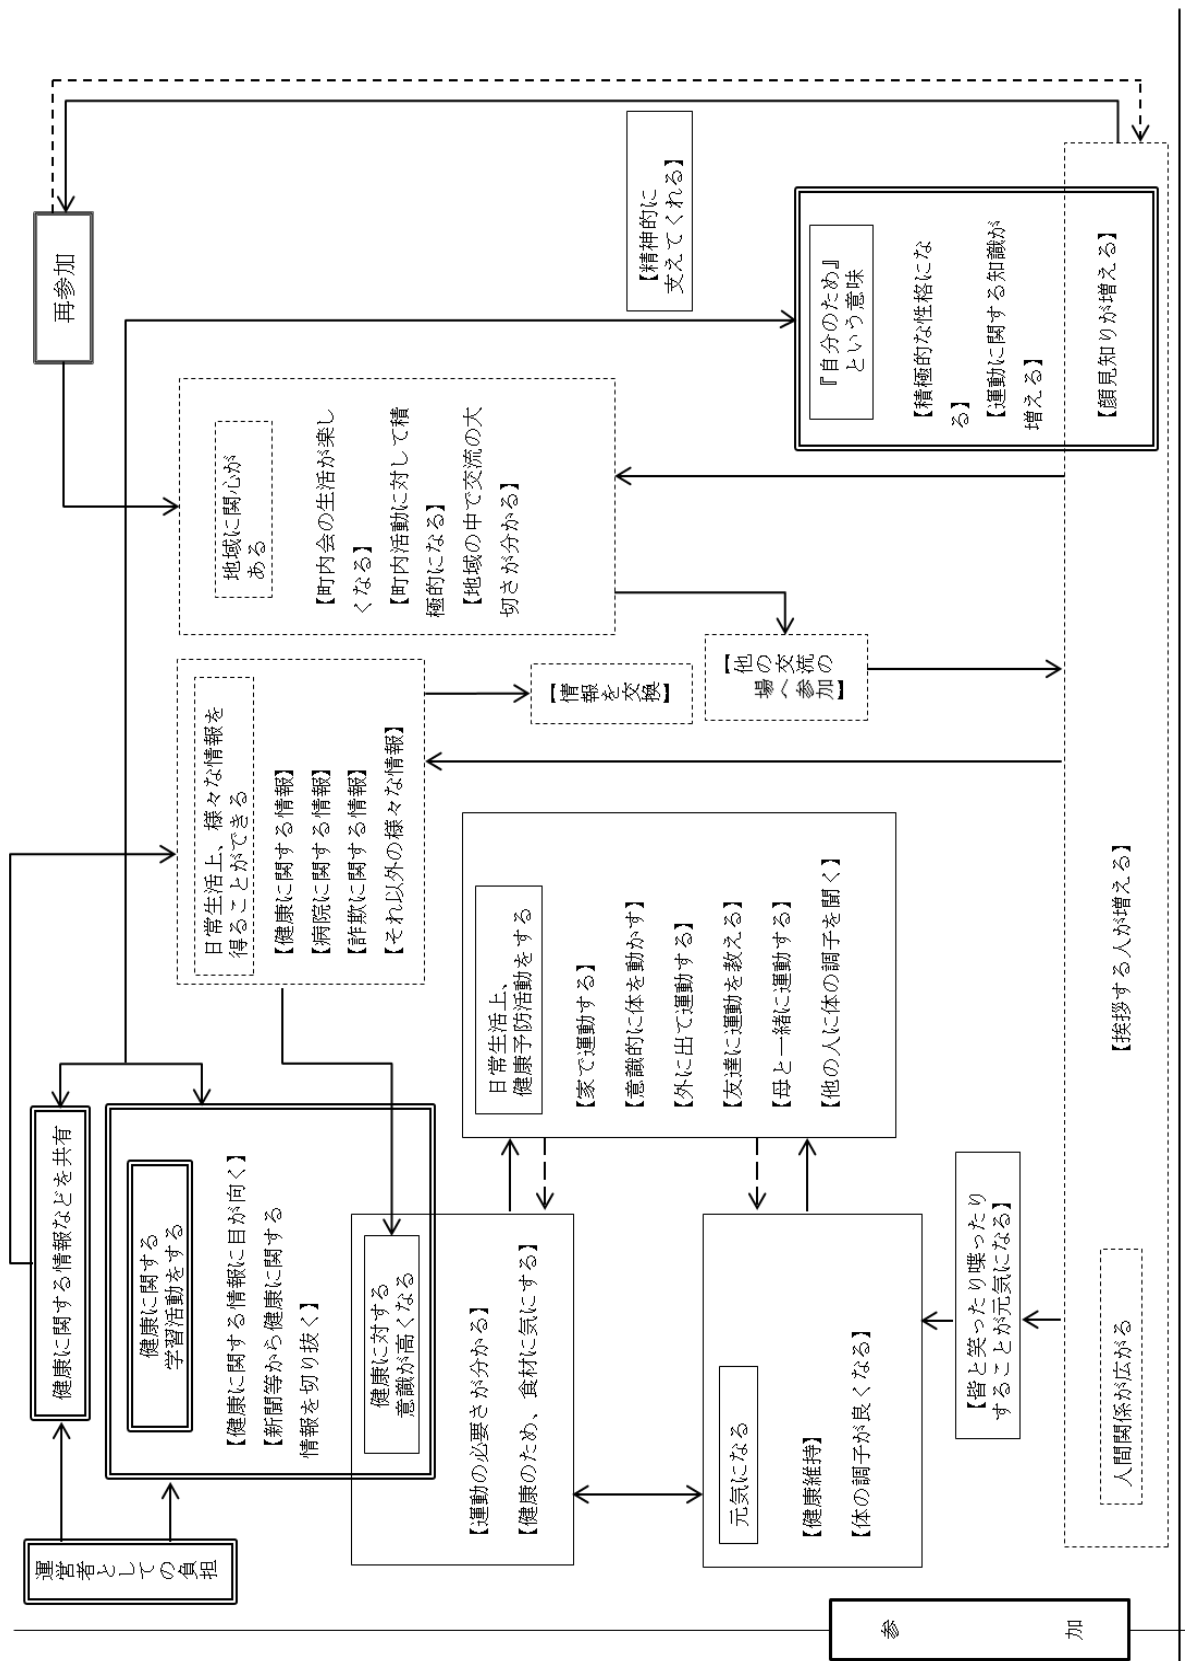 運営者としての負担
健康に関する情報などを共有
健康に関する
学習活動をする
【健康に関する情報に目が向く】
【新聞等から健康に関する
情報を切り抜く】
健康に対する
意識が高くなる
【運動の必要さが分かる】
【健康のため、食材に気にする】
元気になる
【健康維持】
【体の調子が良くなる】
【皆と笑ったり喋ったり
することが元気になる】
人間関係が広がる
【挨拶する人が増える】
【顔見知りが増える】
参加
日常生活上、様々な情報を
得ることができる
【健康に関する情報】
【病院に関する情報】
【詐欺に関する情報】
【それ以外の様々な情報】
日常生活上、
健康予防活動をする
【家で運動する】
【意識的に体を動かす】
【外に出て運動する】
【友達に運動を教える】
【母と一緒に運動する】
【他の人に体の調子を聞く】
【情報を交換】
【他の交流の
場へ参加】
再参加
地域に関心が
ある
【町内会の生活が楽し
くなる】
【町内活動に対して積
極的になる】
【地域の中で交流の大
切さが分かる】
【精神的に
支えてくれる】
『自分のため』
という意味
【積極的な性格にな
る】
【運動に関する知識が
増える】